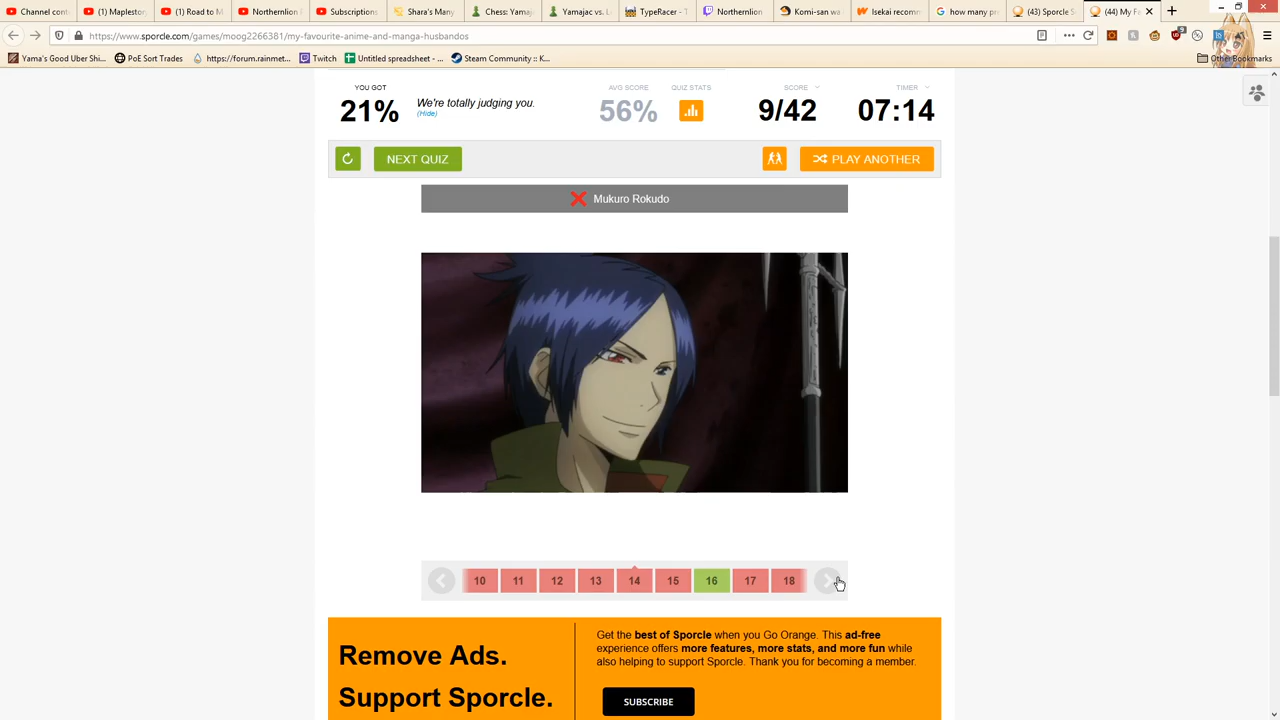 Channel cont
(1) Maplestor
(1) Road to M
Northernlion I
Subscriptions
Shara's Many
Chess: Yamaj
Yamajac vs. L
TypeRacer - T
Northernlion
Komi-san wa
Isekai recomm
how many pr
(43) Sporcle S
(44) My Fa
https://www.sporcle.com/games/moog2266381/my-favourite-anime-and-manga-husbandos
Yama's Good Uber Shi...
PoE Sort Trades
https://forum.rainmet...
Twitch
Untitled spreadsheet - ...
Steam Community :: K...
Other Bookmarks
YOU GOT
21%
We're totally judging you.
(Hide)
AVG SCORE
56%
QUIZ STATS
SCORE
9/42
TIMER
07:14
NEXT QUIZ
PLAY ANOTHER
Mukuro Rokudo
10 11 12 13 14 15 16 17 18
Remove Ads.
Support Sporcle.
Get the best of Sporcle when you Go Orange. This ad-free
experience offers more features, more stats, and more fun while
also helping to support Sporcle. Thank you for becoming a member.
SUBSCRIBE